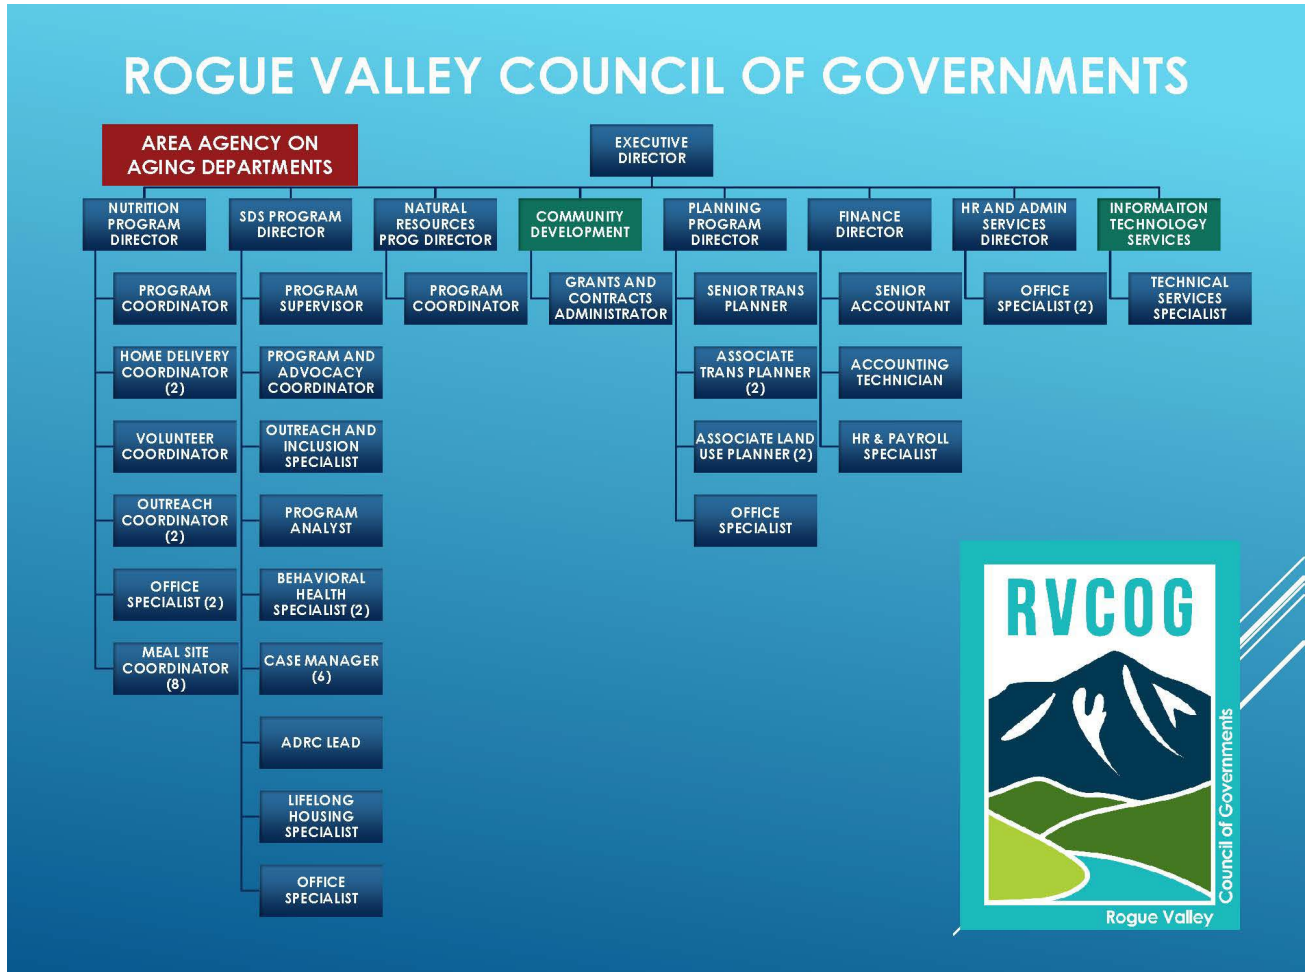 ROGUE VALLEY COUNCIL OF GOVERNMENTS
AREA AGENCY ON
AGING DEPARTMENTS
EXECUTIVE
DIRECTOR
NUTRITION
PROGRAM
DIRECTOR
SDS PROGRAM
DIRECTOR
NATURAL
RESOURCES
PROG DIRECTOR
COMMUNITY
DEVELOPMENT
PLANNING
PROGRAM
DIRECTOR
FINANCE
DIRECTOR
HR AND ADMIN
SERVICES
DIRECTOR
INFORMAITON
TECHNOLOGY
SERVICES
PROGRAM
COORDINATOR
HOME DELIVERY
COORDINATOR
(2)
VOLUNTEER
COORDINATOR
OUTREACH
COORDINATOR
(2)
OFFICE
SPECIALIST (2)
MEAL SITE
COORDINATOR
(8)
PROGRAM
SUPERVISOR
PROGRAM AND
ADVOCACY
COORDINATOR
OUTREACH AND
INCLUSION
SPECIALIST
PROGRAM
ANALYST
BEHAVIORAL
HEALTH
SPECIALIST (2)
CASE MANAGER
(6)
ADRC LEAD
LIFELONG
HOUSING
SPECIALIST
OFFICE
SPECIALIST
PROGRAM
COORDINATOR
GRANTS AND
CONTRACTS
ADMINISTRATOR
SENIOR TRANS
PLANNER
ASSOCIATE
TRANS PLANNER
(2)
ASSOCIATE LAND
USE PLANNER (2)
OFFICE
SPECIALIST
SENIOR
ACCOUNTANT
ACCOUNTING
TECHNICIAN
HR & PAYROLL
SPECIALIST
OFFICE
SPECIALIST (2)
TECHNICAL
SERVICES
SPECIALIST
RVCOG
Council of Governments
Rogue Valley